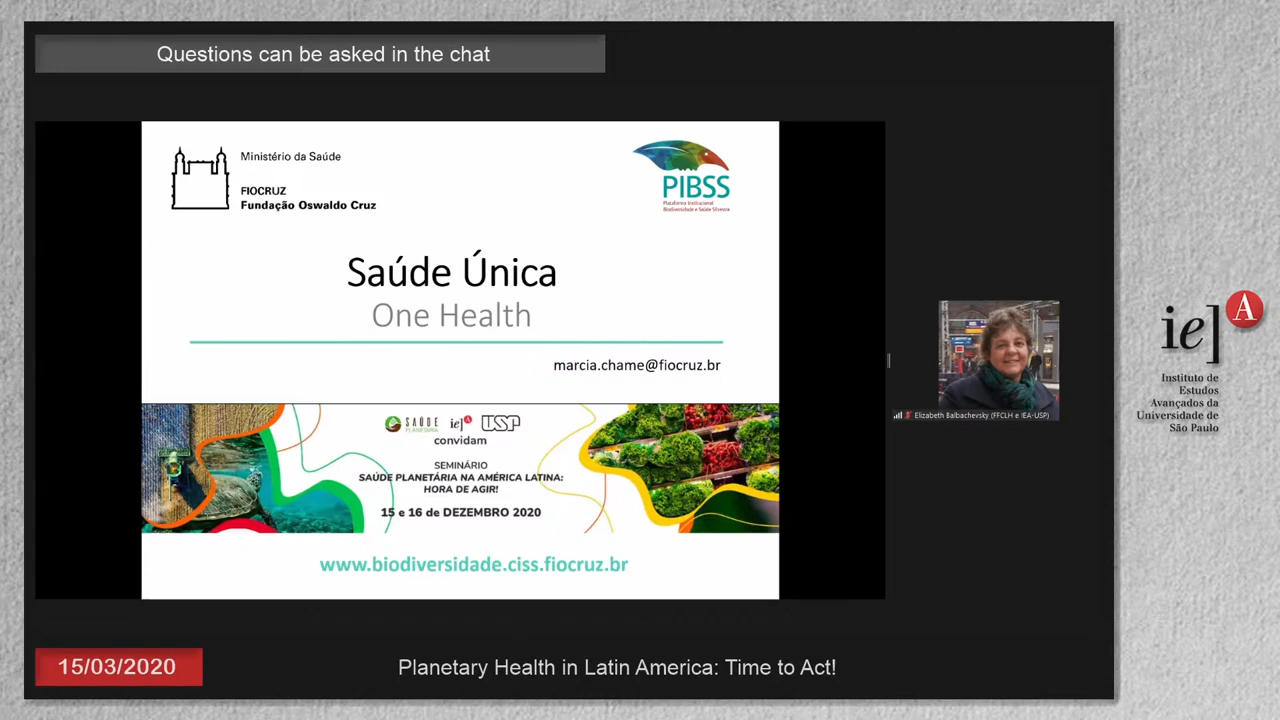 Questions can be asked in the chat
Ministério da Saúde
FIOCRUZ
Fundação Oswaldo Cruz
PIBSS
Plataforma Institucional
Biodiversidade e Saúde Silvestre
Saúde Única
One Health
marcia.chame@fiocruz.br
SAÚDE
PLANETÁRIA
ie] A
USP
convidam
SEMINÁRIO
SAÚDE PLANETÁRIA NA AMÉRICA LATINA:
HORA DE AGIR!
15 e 16 de DEZEMBRO 2020
www.biodiversidade.ciss.fiocruz.br
Elizabeth Balbachevsky (FFCLH e IEA-USP)
ie] A
Instituto de
Estudos
Avançados da
Universidade de
São Paulo
15/03/2020
Planetary Health in Latin America: Time to Act!